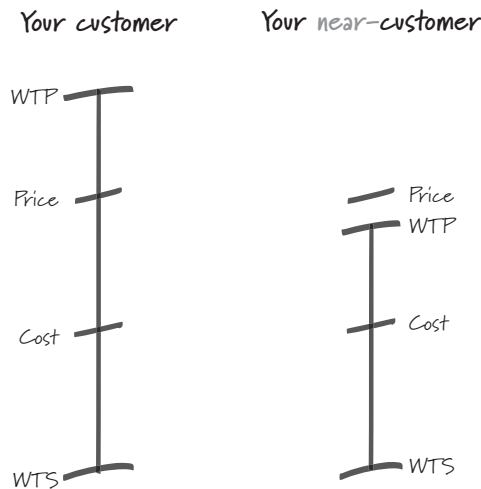 Your customer
Your near-customer
WTP
Price
Cost
WTS
Price
WTP
Cost
WTS